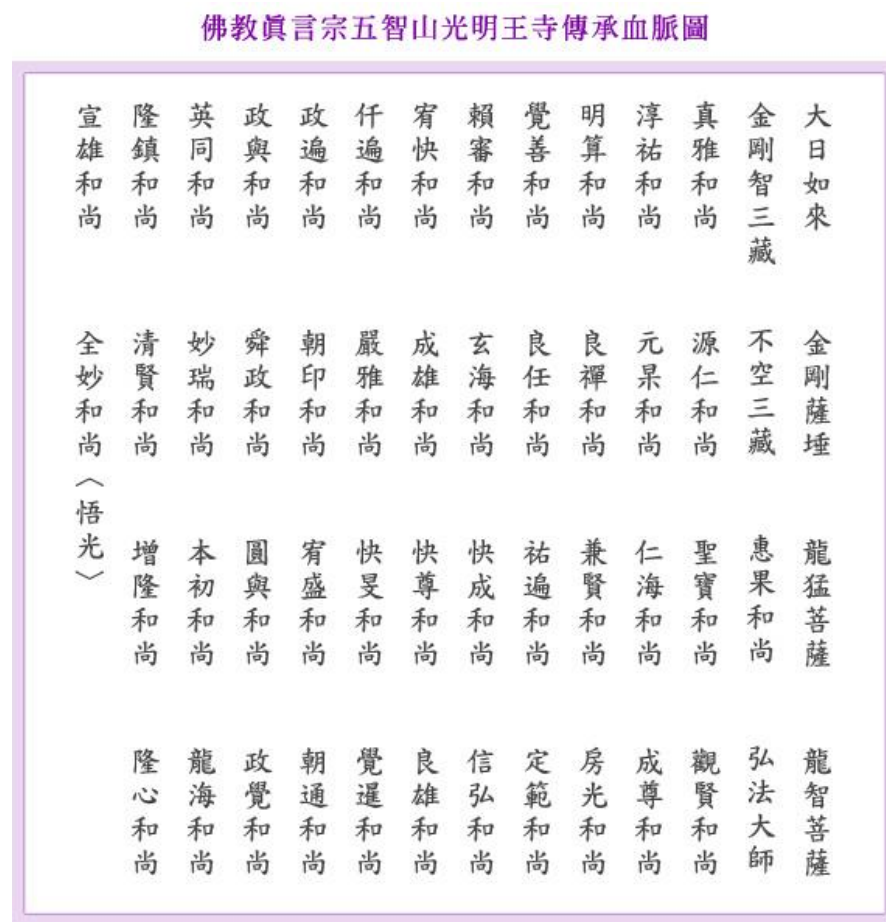 佛教眞言宗五智山光明王寺傳承血脈圖
大日如來 金剛薩埵 龍猛菩薩 龍智菩薩
金剛智三藏 不空三藏 惠果和尚 弘法大師
真雅和尚 源仁和尚 聖寶和尚 觀賢和尚
淳祐和尚 元杲和尚 仁海和尚 成尊和尚
明算和尚 良禪和尚 兼賢和尚 房光和尚
覺善和尚 良任和尚 祐遍和尚 定範和尚
賴審和尚 玄海和尚 快成和尚 信弘和尚
宥快和尚 成雄和尚 快尊和尚 良雄和尚
仟遍和尚 嚴雅和尚 快旻和尚 覺暹和尚
政遍和尚 朝印和尚 宥盛和尚 朝通和尚
政與和尚 舜政和尚 圓與和尚 政覺和尚
英同和尚 妙瑞和尚 本初和尚 龍海和尚
隆鎮和尚 清賢和尚 增隆和尚 隆心和尚
宣雄和尚 全妙和尚〈悟光〉